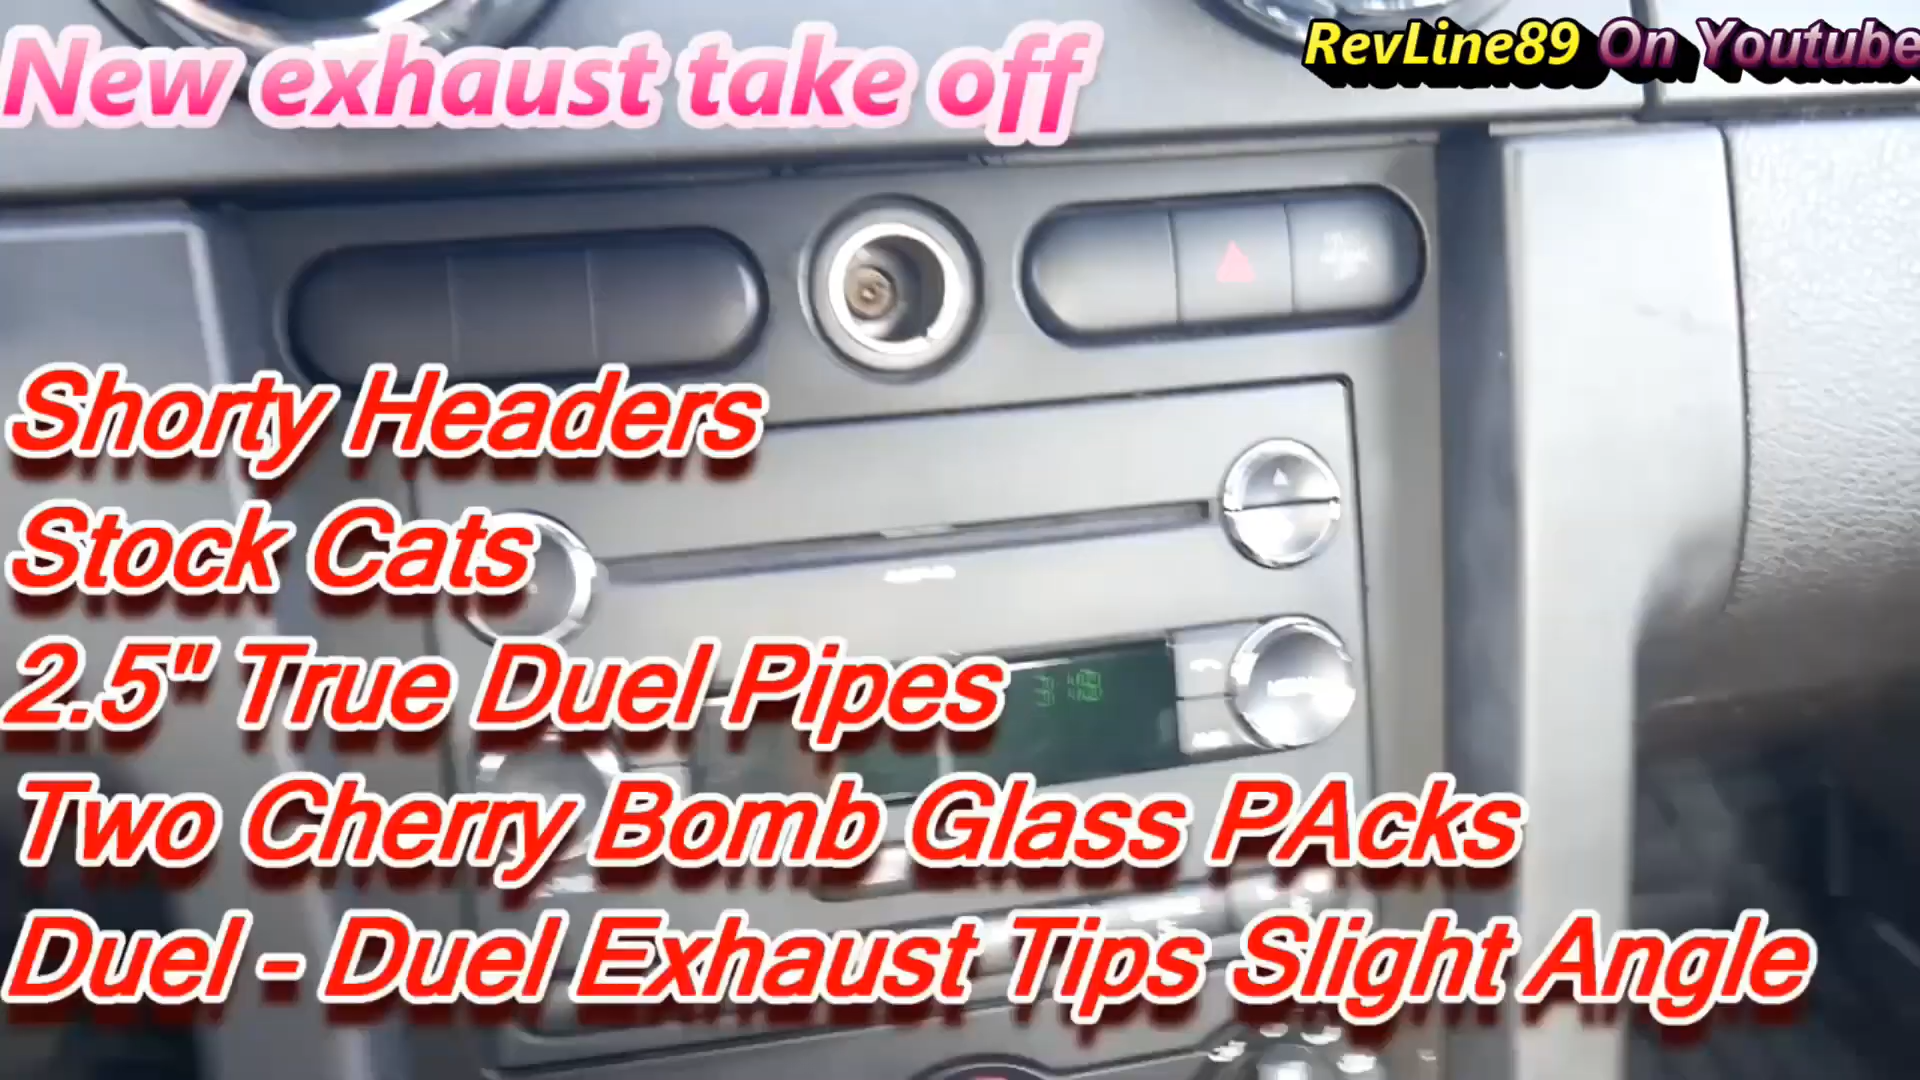 New exhaust take off
RevLine89 On Youtube
Shorty Headers
Stock Cats
2.5" True Duel Pipes
Two Cherry Bomb Glass PAcks
Duel - Duel Exhaust Tips Slight Angle